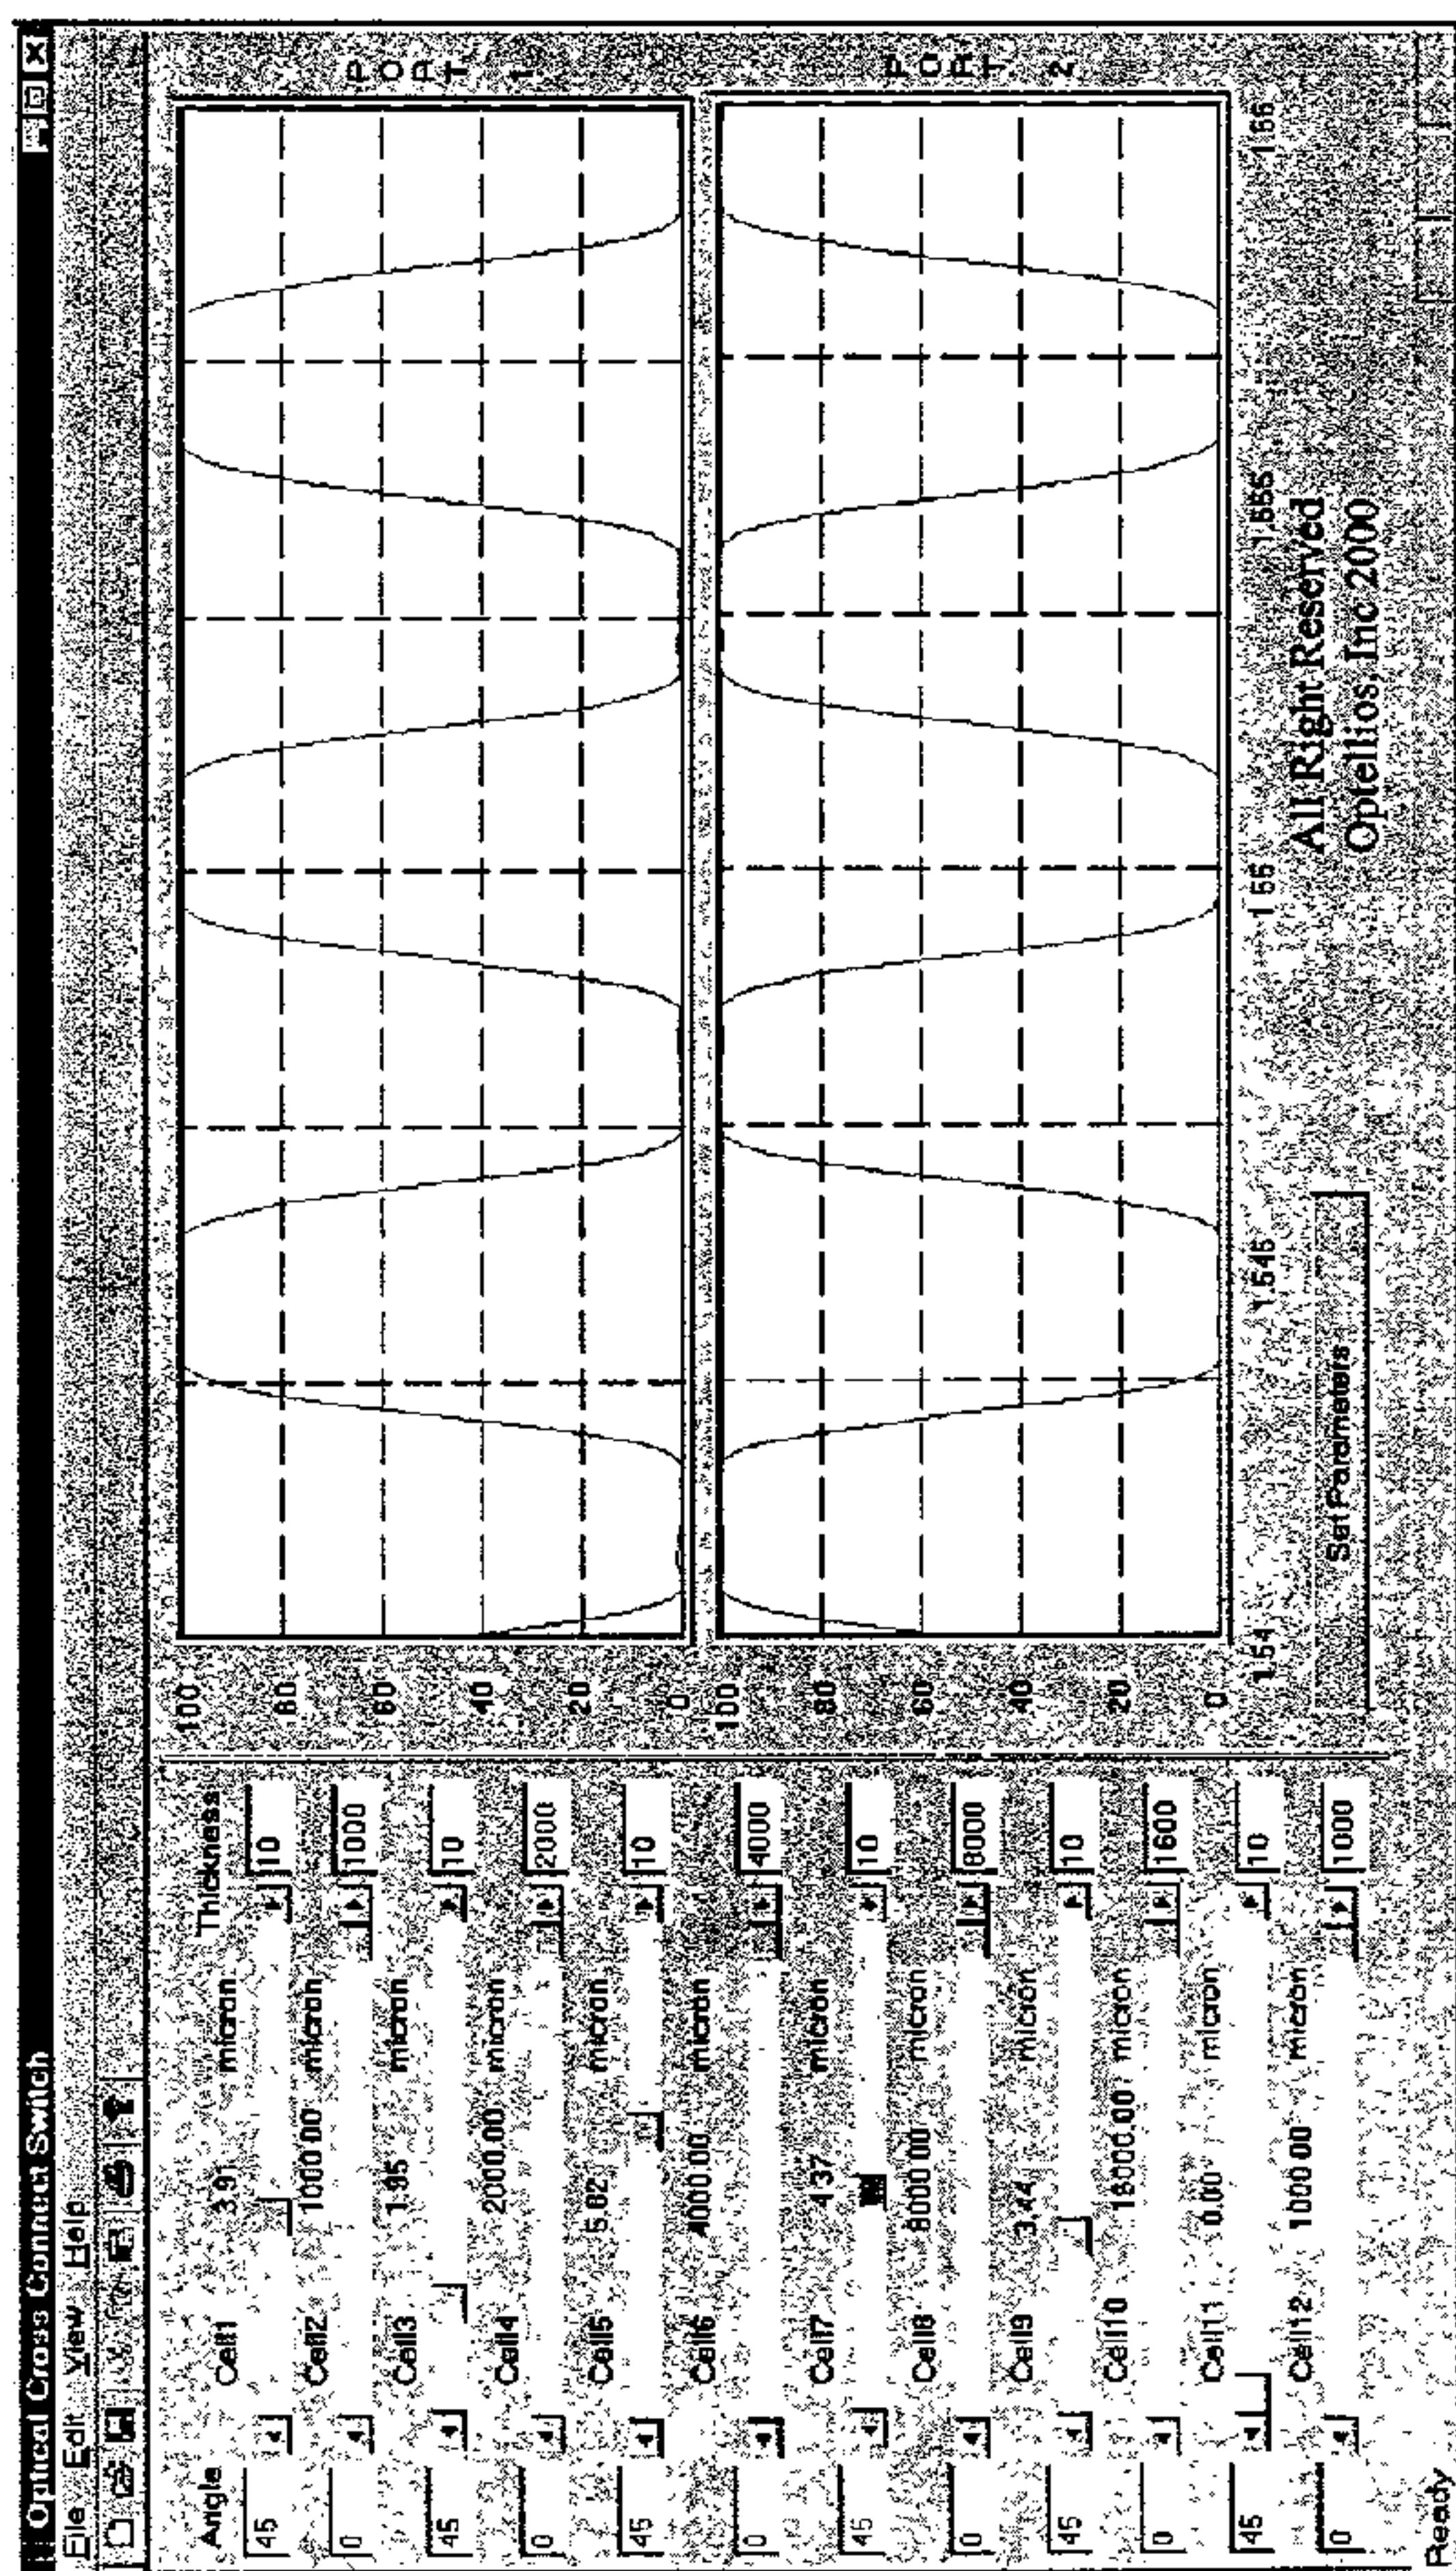 Optical Cross Connect Switch
File Edit View Help
Angle Thickness
45 Cell1 3.91 micron 10
0 Cell2 1000.00 micron 1000
45 Cell3 1.95 micron 10
0 Cell4 2000.00 micron 2000
45 Cell5 5.82 micron 10
0 Cell6 4000.00 micron 4000
45 Cell7 4.37 micron 10
0 Cell8 8000.00 micron 8000
45 Cell9 3.44 micron 10
0 Cell10 micron 1600
45 Cell11 0.00 micron 10
0 Cell12 1000.00 micron 1000
100
80
60
40
20
0
PORT 1
100
80
60
40
20
0
PORT 2
1.54 1.545 1.55 1.555 1.56
Set Parameters
All Right Reserved
Optellios, Inc 2000
Ready